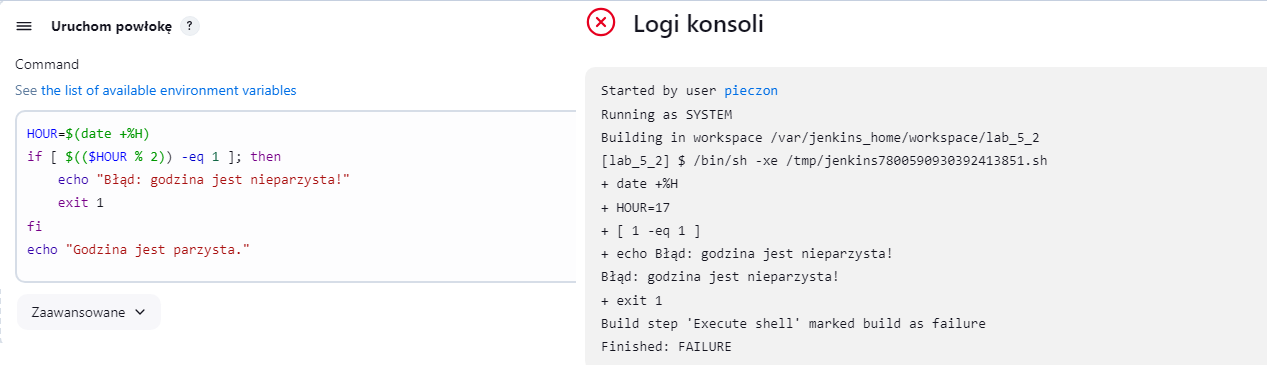 Uruchom powłokę ?
Command
See the list of available environment variables
HOUR=$(date +%H)
if [ $(($HOUR % 2)) -eq 1 ]; then
    echo "Błąd: godzina jest nieparzysta!"
    exit 1
fi
echo "Godzina jest parzysta."
Zaawansowane
Logi konsoli
Started by user pieczon
Running as SYSTEM
Building in workspace /var/jenkins_home/workspace/lab_5_2
[lab_5_2] $ /bin/sh -xe /tmp/jenkins7800590930392413851.sh
+ date +%H
+ HOUR=17
+ [ 1 -eq 1 ]
+ echo Błąd: godzina jest nieparzysta!
Błąd: godzina jest nieparzysta!
+ exit 1
Build step 'Execute shell' marked build as failure
Finished: FAILURE